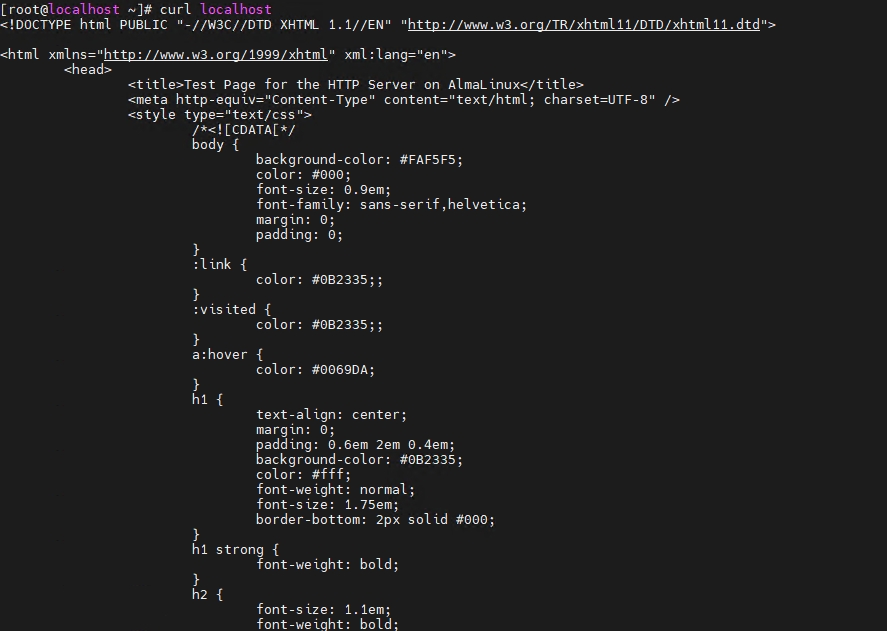 [root@localhost ~]# curl localhost
<!DOCTYPE html PUBLIC "-//W3C//DTD XHTML 1.1//EN" "http://www.w3.org/TR/xhtml11/DTD/xhtml11.dtd">

<html xmlns="http://www.w3.org/1999/xhtml" xml:lang="en">
        <head>
                <title>Test Page for the HTTP Server on AlmaLinux</title>
                <meta http-equiv="Content-Type" content="text/html; charset=UTF-8" />
                <style type="text/css">
                        /*<![CDATA[*/
                        body {
                                background-color: #FAF5F5;
                                color: #000;
                                font-size: 0.9em;
                                font-family: sans-serif,helvetica;
                                margin: 0;
                                padding: 0;
                        }
                        :link {
                                color: #0B2335;;
                        }
                        :visited {
                                color: #0B2335;;
                        }
                        a:hover {
                                color: #0069DA;
                        }
                        h1 {
                                text-align: center;
                                margin: 0;
                                padding: 0.6em 2em 0.4em;
                                background-color: #0B2335;
                                color: #fff;
                                font-weight: normal;
                                font-size: 1.75em;
                                border-bottom: 2px solid #000;
                        }
                        h1 strong {
                                font-weight: bold;
                        }
                        h2 {
                                font-size: 1.1em;
                                font-weight: bold;